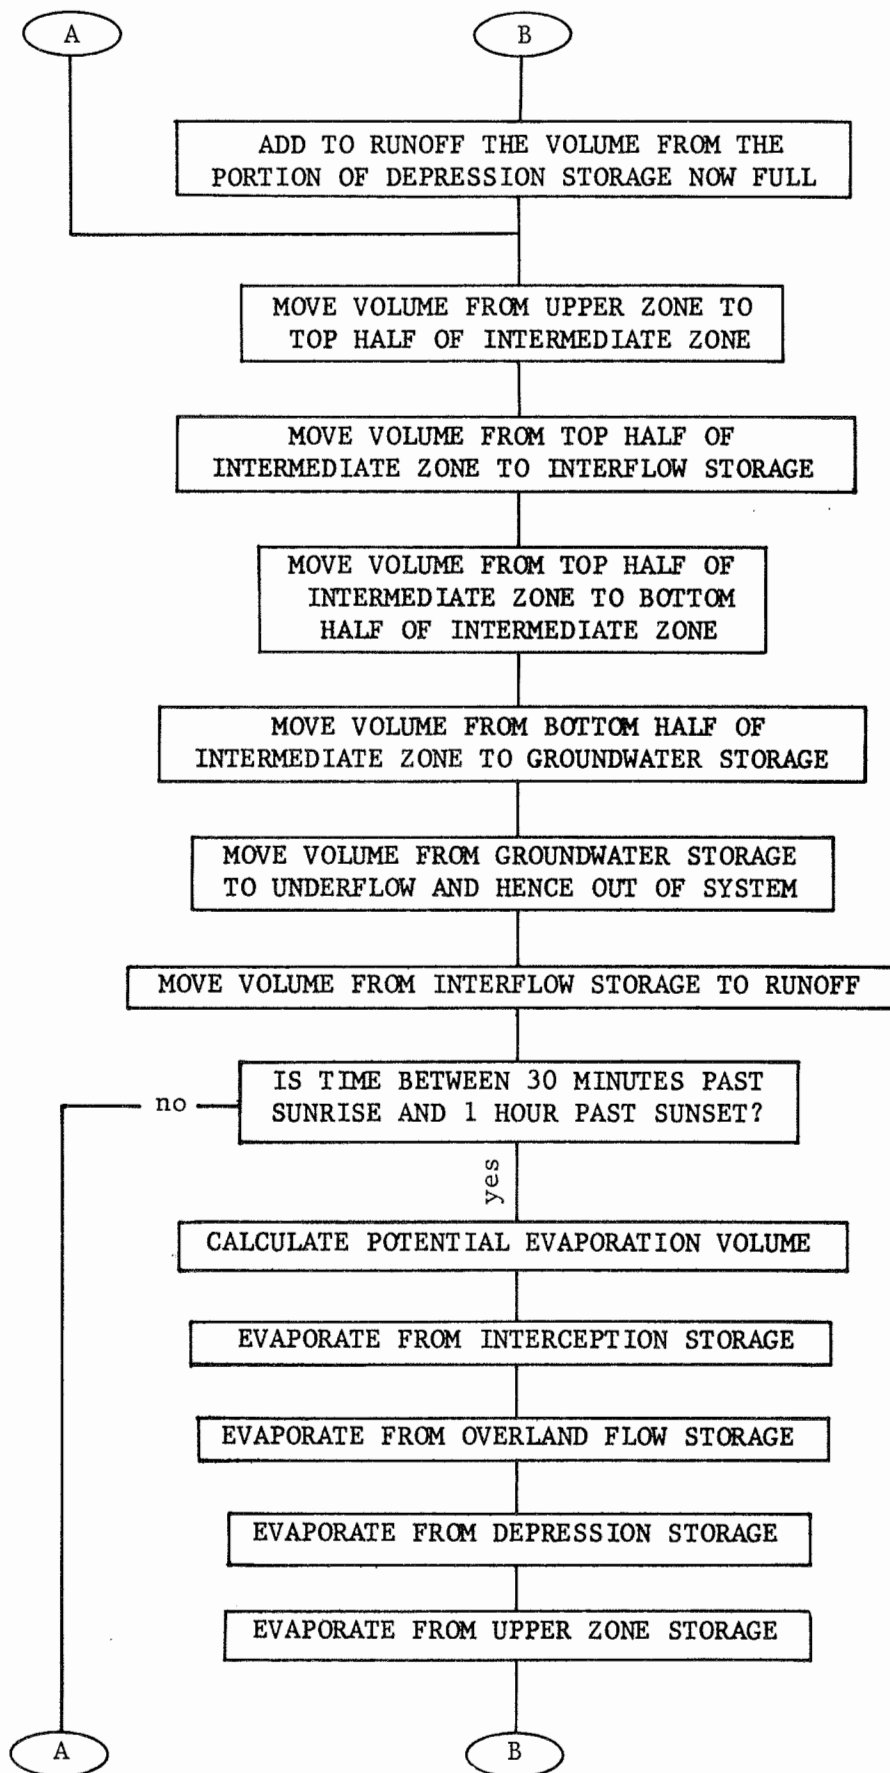 A
B
ADD TO RUNOFF THE VOLUME FROM THE
PORTION OF DEPRESSION STORAGE NOW FULL
MOVE VOLUME FROM UPPER ZONE TO
TOP HALF OF INTERMEDIATE ZONE
MOVE VOLUME FROM TOP HALF OF
INTERMEDIATE ZONE TO INTERFLOW STORAGE
MOVE VOLUME FROM TOP HALF OF
INTERMEDIATE ZONE TO BOTTOM
HALF OF INTERMEDIATE ZONE
MOVE VOLUME FROM BOTTOM HALF OF
INTERMEDIATE ZONE TO GROUNDWATER STORAGE
MOVE VOLUME FROM GROUNDWATER STORAGE
TO UNDERFLOW AND HENCE OUT OF SYSTEM
MOVE VOLUME FROM INTERFLOW STORAGE TO RUNOFF
IS TIME BETWEEN 30 MINUTES PAST
SUNRISE AND 1 HOUR PAST SUNSET?
no
yes
CALCULATE POTENTIAL EVAPORATION VOLUME
EVAPORATE FROM INTERCEPTION STORAGE
EVAPORATE FROM OVERLAND FLOW STORAGE
EVAPORATE FROM DEPRESSION STORAGE
EVAPORATE FROM UPPER ZONE STORAGE
A
B